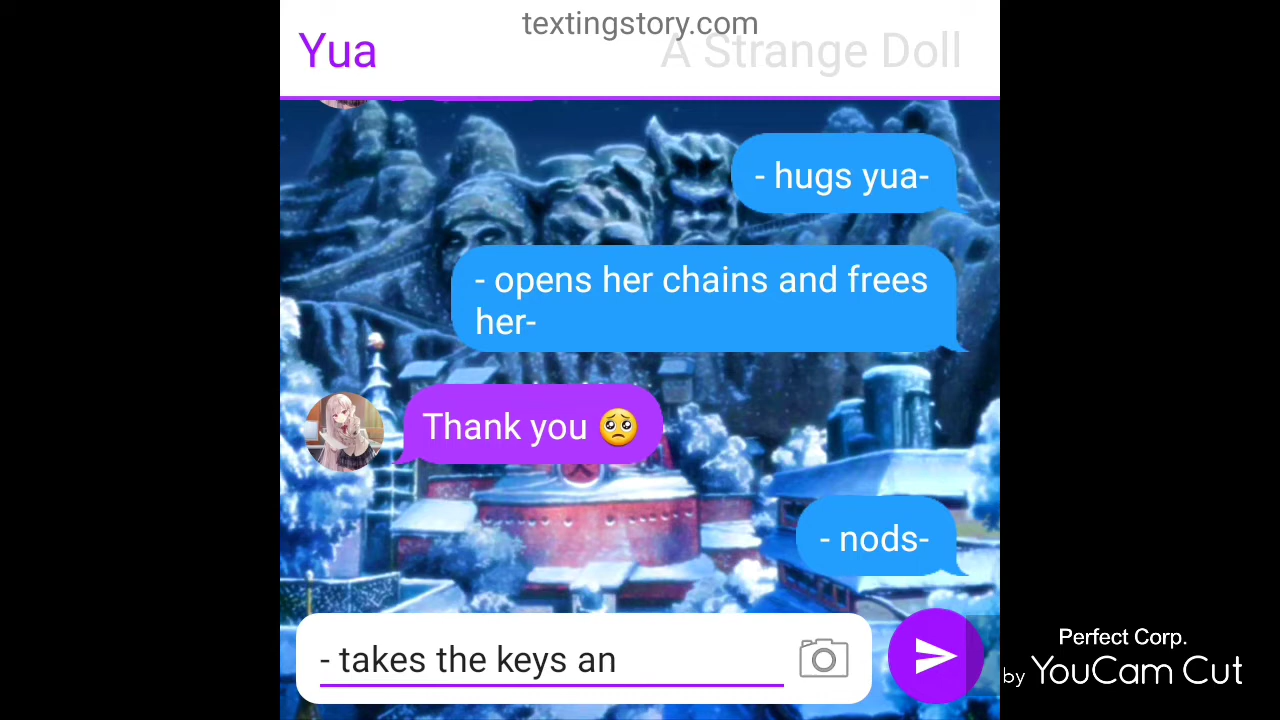 textingstory.com
Yua
A Strange Doll
- hugs yua-
- opens her chains and frees
her-
Thank you 🥺
- nods-
- takes the keys an
Perfect Corp.
by YouCam Cut